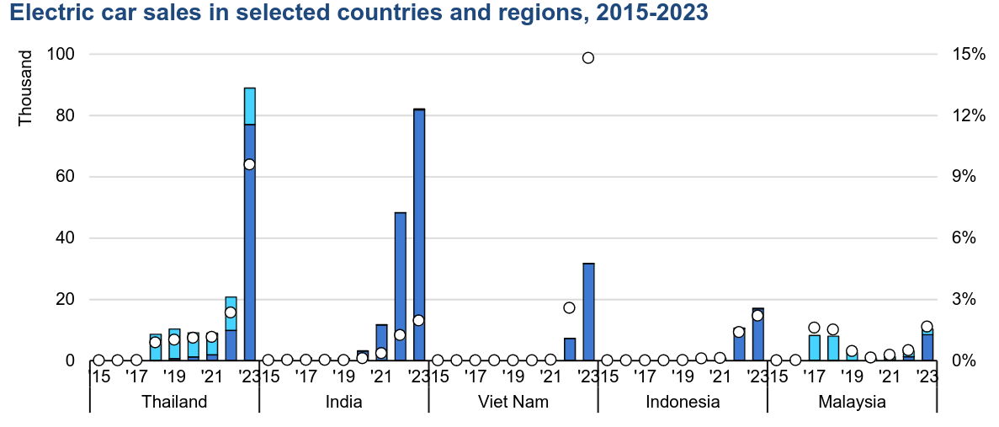 Electric car sales in selected countries and regions, 2015-2023
Thousand
100 15%
80 12%
60 9%
40 6%
20 3%
0 0%
'15 '17 '19 '21 '23 '15 '17 '19 '21 '23 '15 '17 '19 '21 '23 '15 '17 '19 '21 '23 '15 '17 '19 '21 '23
Thailand India Viet Nam Indonesia Malaysia